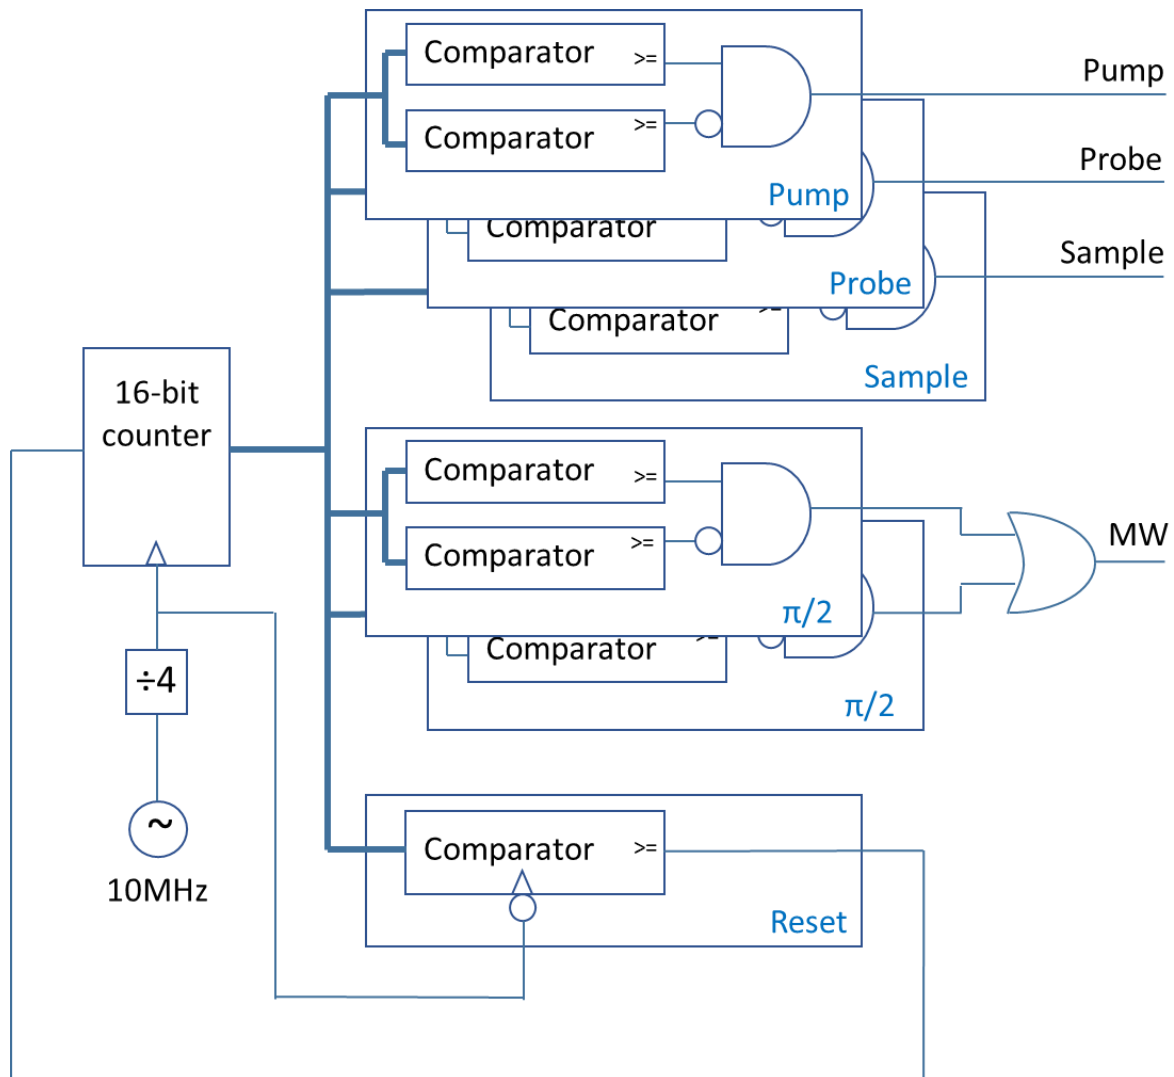 Comparator >=
Pump
Comparator >=
Probe
Pump
Comparator
Sample
Probe
Comparator
Sample
16-bit
counter
Comparator >=
MW
Comparator >=
π/2
Comparator
÷4
π/2
~
Comparator >=
10MHz
Reset